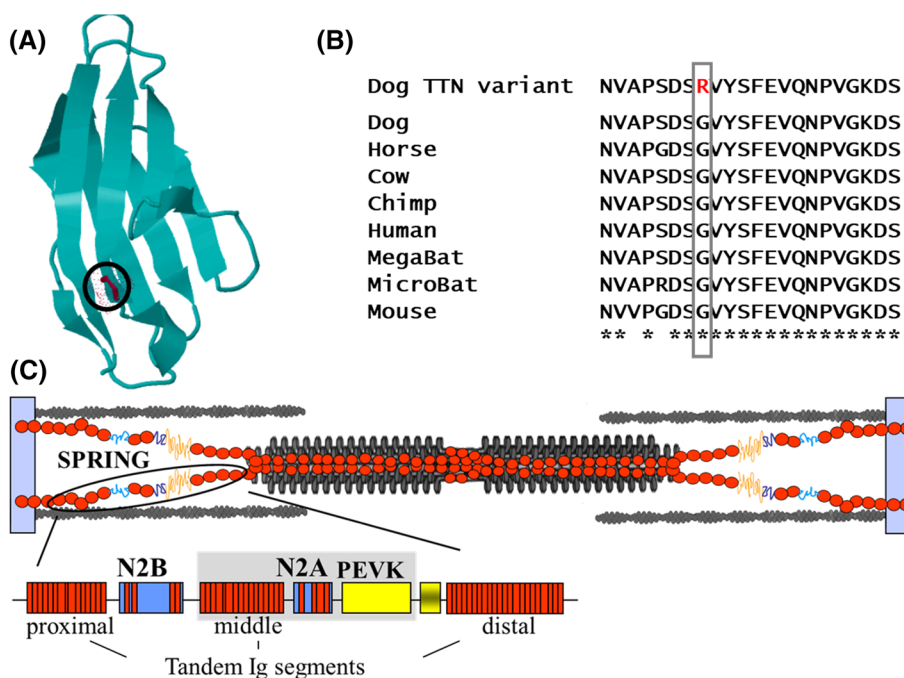 (A)
(B)
Dog TTN variant NVAPSDSRVYSFEVQNPVGKDS
Dog NVAPSDSGVYSFEVQNPVGKDS
Horse NVAPGDSGVYSFEVQNPVGKDS
Cow NVAPSDSGVYSFEVQNPVGKDS
Chimp NVAPSDSGVYSFEVQNPVGKDS
Human NVAPSDSGVYSFEVQNPVGKDS
MegaBat NVAPSDSGVYSFEVQNPVGKDS
MicroBat NVAPRDSGVYSFEVQNPVGKDS
Mouse NVVPGDSGVYSFEVQNPVGKDS
** * *****************
(C)
SPRING
N2B N2A PEVK
proximal middle distal
Tandem Ig segments